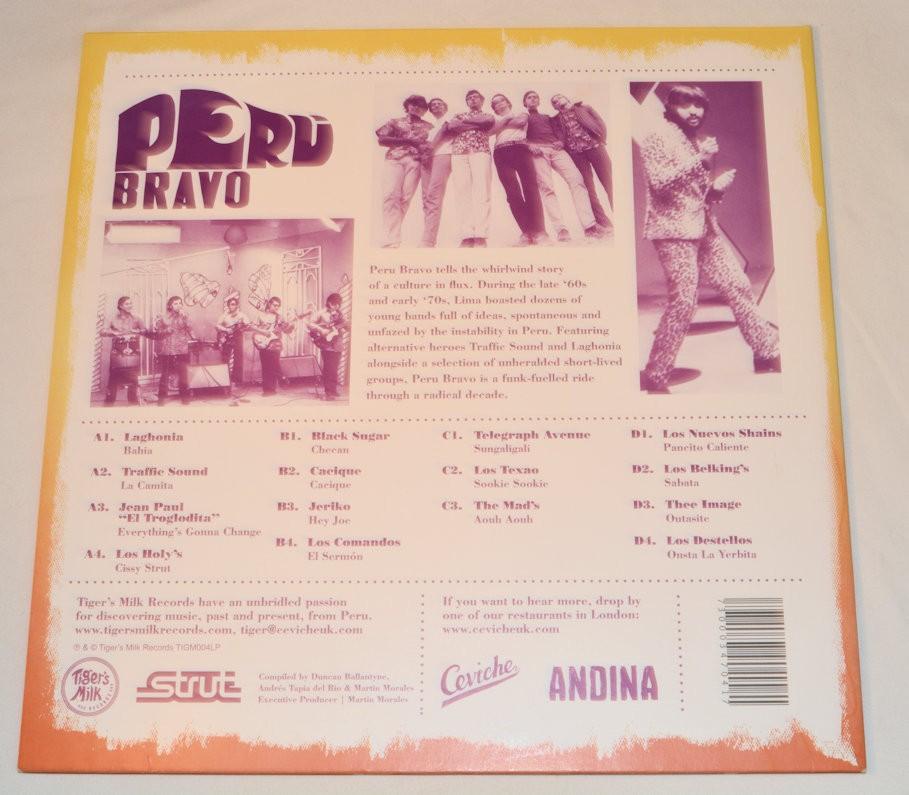 PERÚ
BRAVO
Peru Bravo tells the whirlwind story
of a culture in flux. During the late ‘60s
and early ‘70s, Lima boasted dozens of
young bands full of ideas, spontaneous and
unfazed by the instability in Peru. Featuring
alternative heroes Traffic Sound and Laghonia
alongside a selection of unheralded short-lived
groups, Peru Bravo is a funk-fuelled ride
through a radical decade.
A1. Laghonia
Bahia
A2. Traffic Sound
La Camita
A3. Jean Paul
“El Troglodita”
Everything's Gonna Change
A4. Los Holy's
Cissy Strut
B1. Black Sugar
Checan
B2. Cacique
Cacique
B3. Jeriko
Hey Joe
B4. Los Comandos
El Sermón
C1. Telegraph Avenue
Sungaligali
C2. Los Texao
Sookie Sookie
C3. The Mad's
Aouh Aouh
D1. Los Nuevos Shains
Pancito Caliente
D2. Los Belking's
Sabata
D3. Thee Image
Outasite
D4. Los Destellos
Onsta La Yerbita
Tiger's Milk Records have an unbridled passion
for discovering music, past and present, from Peru.
www.tigersmilkrecords.com, tiger@cevicheuk.com
℗ & © Tiger's Milk Records TIGM004LP
Tiger's
Milk
RECORDS
Strut
Compiled by Duncan Ballantyne,
Andrés Tapia del Rio & Martin Morales
Executive Producer | Martin Morales
If you want to hear more, drop by
one of our restaurants in London:
www.cevicheuk.com
Ceviche
ANDINA